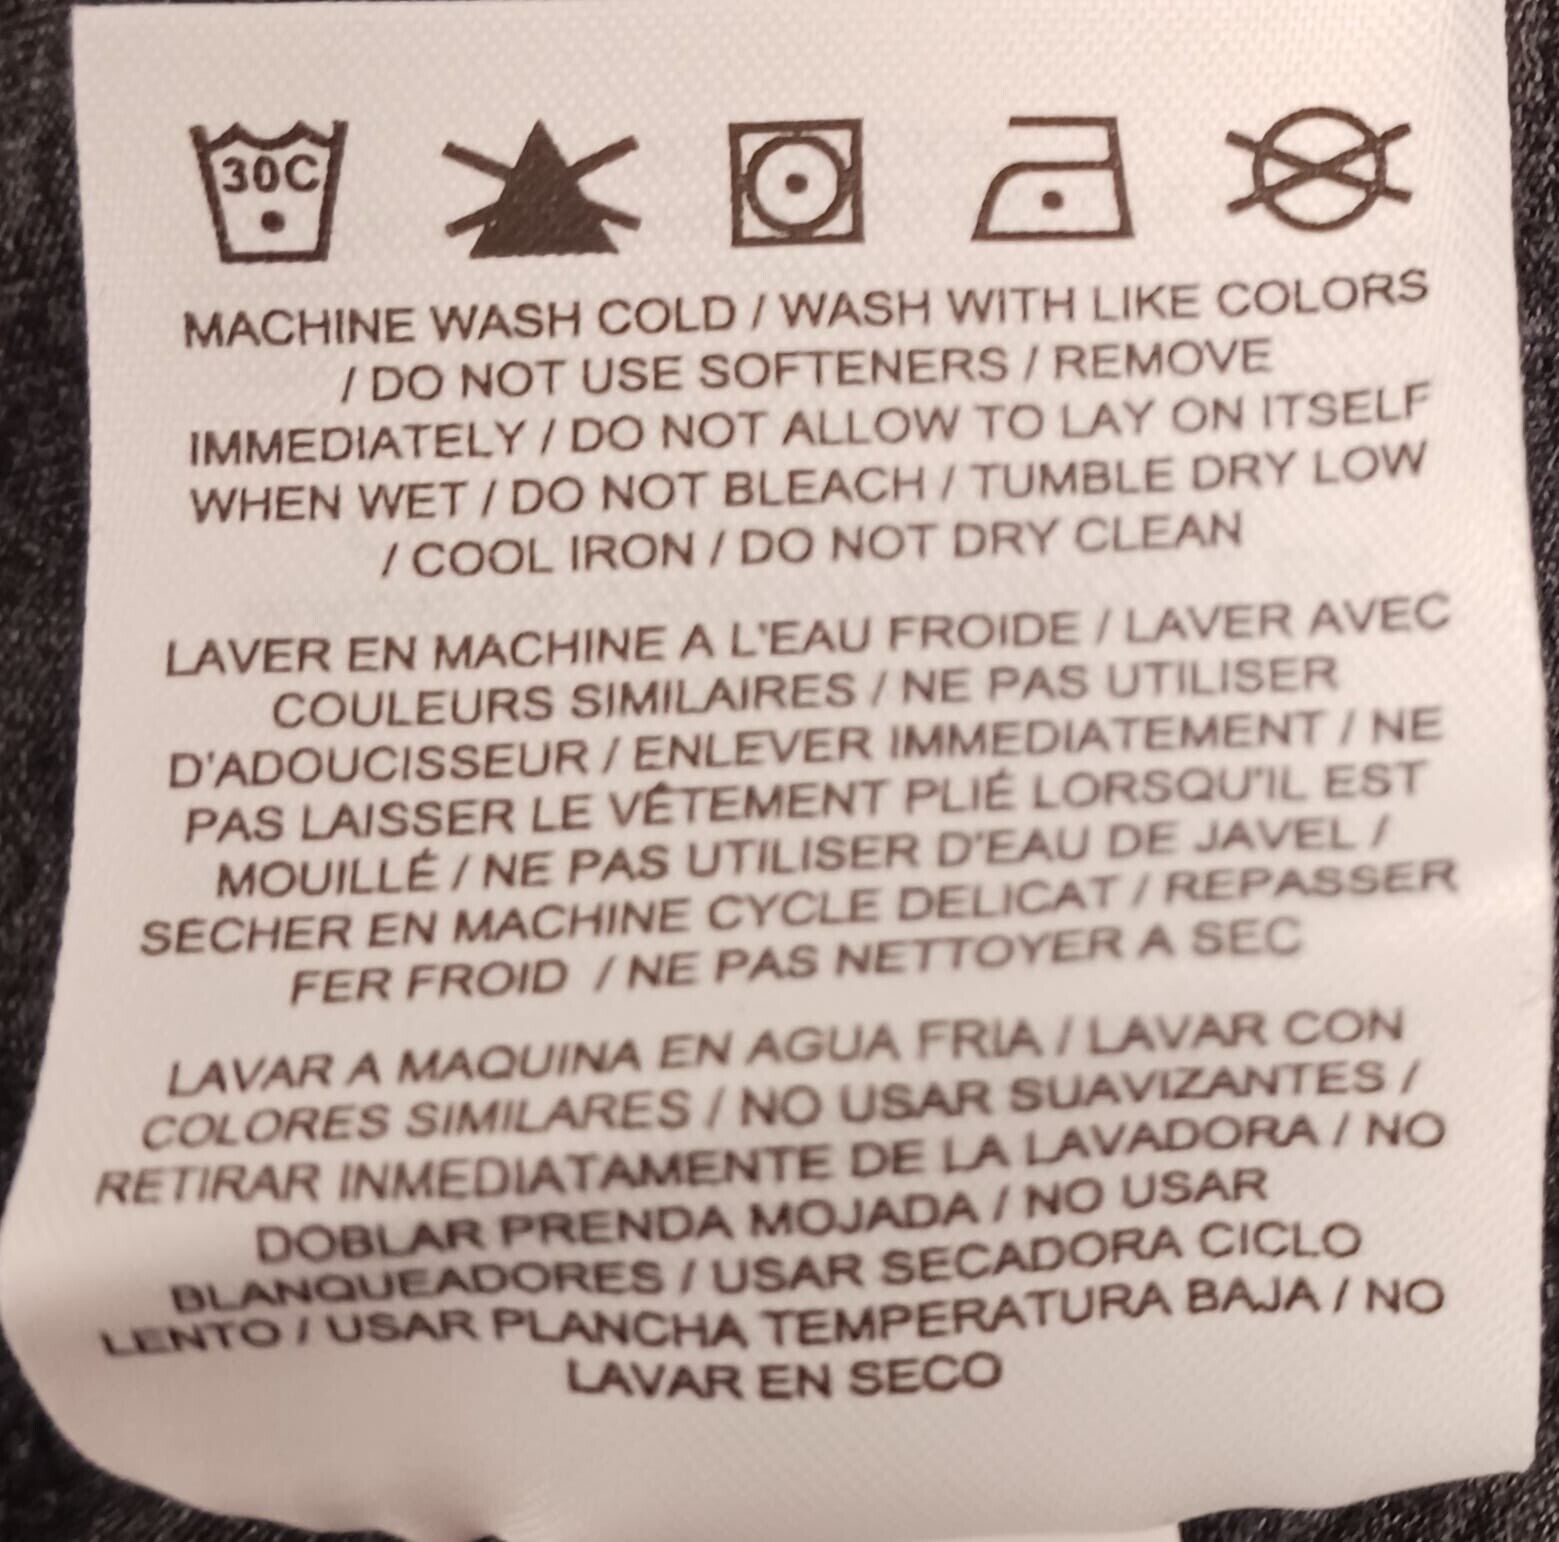 30C
MACHINE WASH COLD / WASH WITH LIKE COLORS
/ DO NOT USE SOFTENERS / REMOVE
IMMEDIATELY / DO NOT ALLOW TO LAY ON ITSELF
WHEN WET / DO NOT BLEACH / TUMBLE DRY LOW
/ COOL IRON / DO NOT DRY CLEAN
LAVER EN MACHINE A L'EAU FROIDE / LAVER AVEC
COULEURS SIMILAIRES / NE PAS UTILISER
D'ADOUCISSEUR / ENLEVER IMMEDIATEMENT / NE
PAS LAISSER LE VÊTEMENT PLIÉ LORSQU'IL EST
MOUILLÉ / NE PAS UTILISER D'EAU DE JAVEL /
SECHER EN MACHINE CYCLE DELICAT / REPASSER
FER FROID / NE PAS NETTOYER A SEC
LAVAR A MAQUINA EN AGUA FRIA / LAVAR CON
COLORES SIMILARES / NO USAR SUAVIZANTES /
RETIRAR INMEDIATAMENTE DE LA LAVADORA / NO
DOBLAR PRENDA MOJADA / NO USAR
BLANQUEADORES / USAR SECADORA CICLO
LENTO / USAR PLANCHA TEMPERATURA BAJA / NO
LAVAR EN SECO